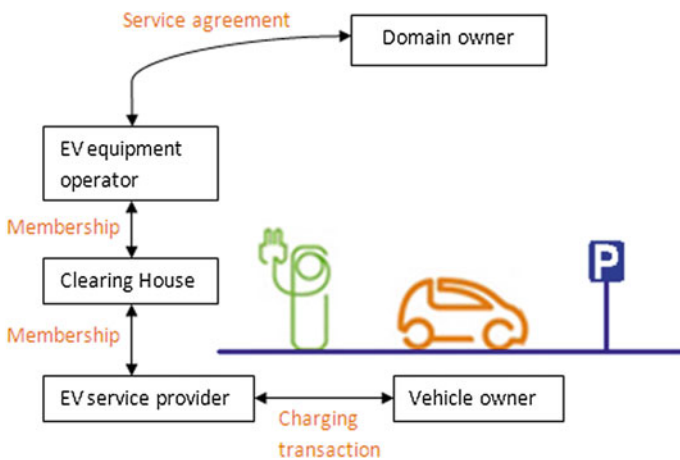 Service agreement
Domain owner
EV equipment
operator
Membership
Clearing House
P
Membership
EV service provider
Vehicle owner
Charging
transaction